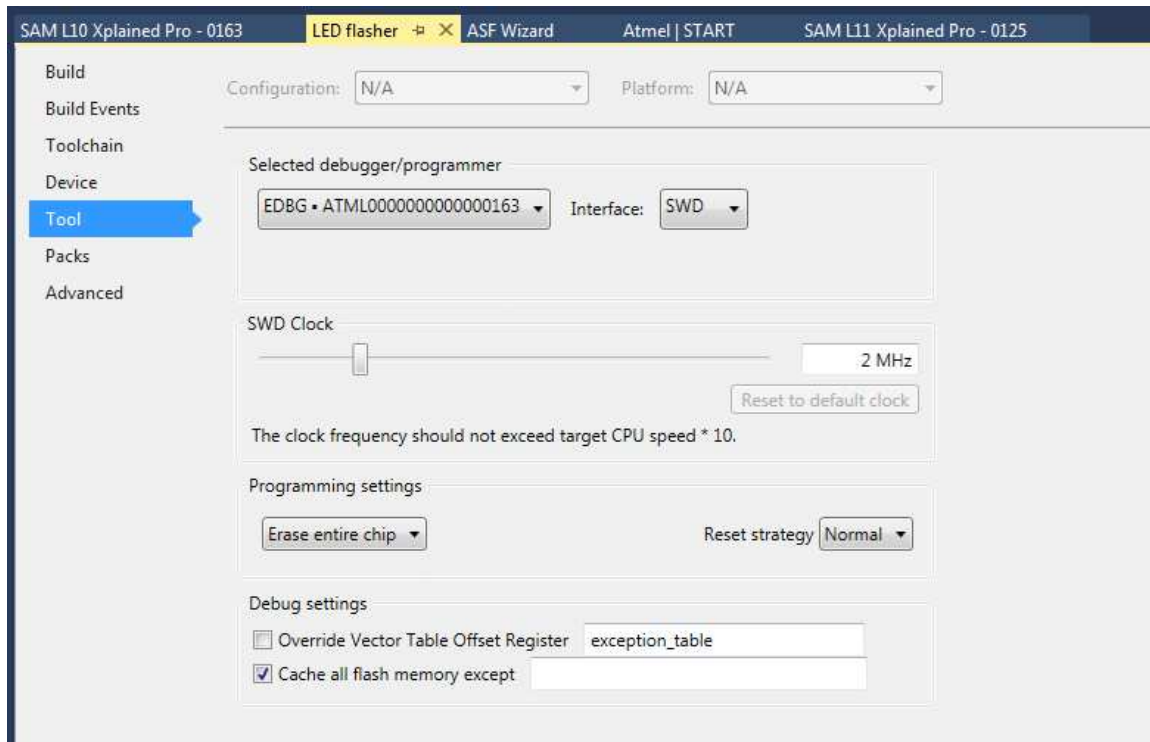 SAM L10 Xplained Pro - 0163 LED flasher ASF Wizard Atmel | START SAM L11 Xplained Pro - 0125
Build
Build Events
Toolchain
Device
Tool
Packs
Advanced
Configuration: N/A Platform: N/A
Selected debugger/programmer
EDBG • ATML0000000000000163 Interface: SWD
SWD Clock
2 MHz
Reset to default clock
The clock frequency should not exceed target CPU speed * 10.
Programming settings
Erase entire chip Reset strategy Normal
Debug settings
Override Vector Table Offset Register exception_table
Cache all flash memory except